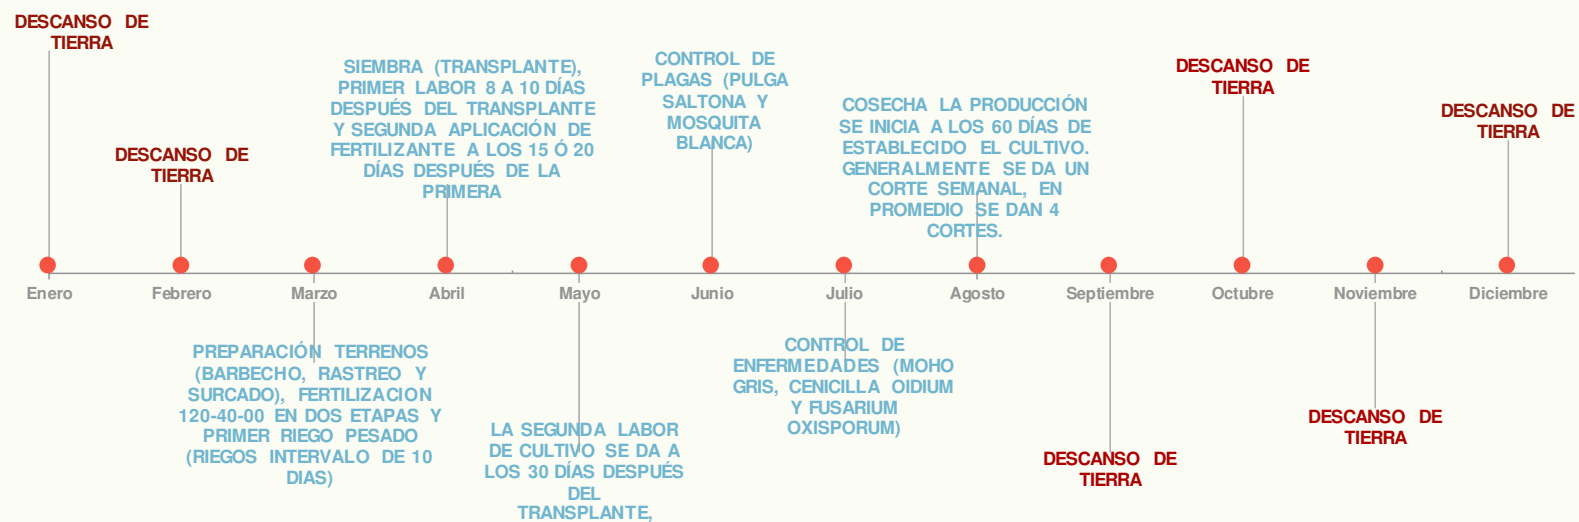 DESCANSO DE
TIERRA
DESCANSO DE
TIERRA
SIEMBRA (TRANSPLANTE),
PRIMER LABOR 8 A 10 DÍAS
DESPUÉS DEL TRANSPLANTE
Y SEGUNDA APLICACIÓN DE
FERTILIZANTE A LOS 15 Ó 20
DÍAS DESPUÉS DE LA
PRIMERA
CONTROL DE
PLAGAS (PULGA
SALTONA Y
MOSQUITA
BLANCA)
COSECHA LA PRODUCCIÓN
SE INICIA A LOS 60 DÍAS DE
ESTABLECIDO EL CULTIVO.
GENERALMENTE SE DA UN
CORTE SEMANAL, EN
PROMEDIO SE DAN 4
CORTES.
DESCANSO DE
TIERRA
DESCANSO DE
TIERRA
Enero Febrero Marzo Abril Mayo Junio Julio Agosto Septiembre Octubre Noviembre Diciembre
PREPARACIÓN TERRENOS
(BARBECHO, RASTREO Y
SURCADO), FERTILIZACION
120-40-00 EN DOS ETAPAS Y
PRIMER RIEGO PESADO
(RIEGOS INTERVALO DE 10
DIAS)
LA SEGUNDA LABOR
DE CULTIVO SE DA A
LOS 30 DÍAS DESPUÉS
DEL
TRANSPLANTE,
CONTROL DE
ENFERMEDADES (MOHO
GRIS, CENICILLA OIDIUM
Y FUSARIUM
OXISPORUM)
DESCANSO DE
TIERRA
DESCANSO DE
TIERRA